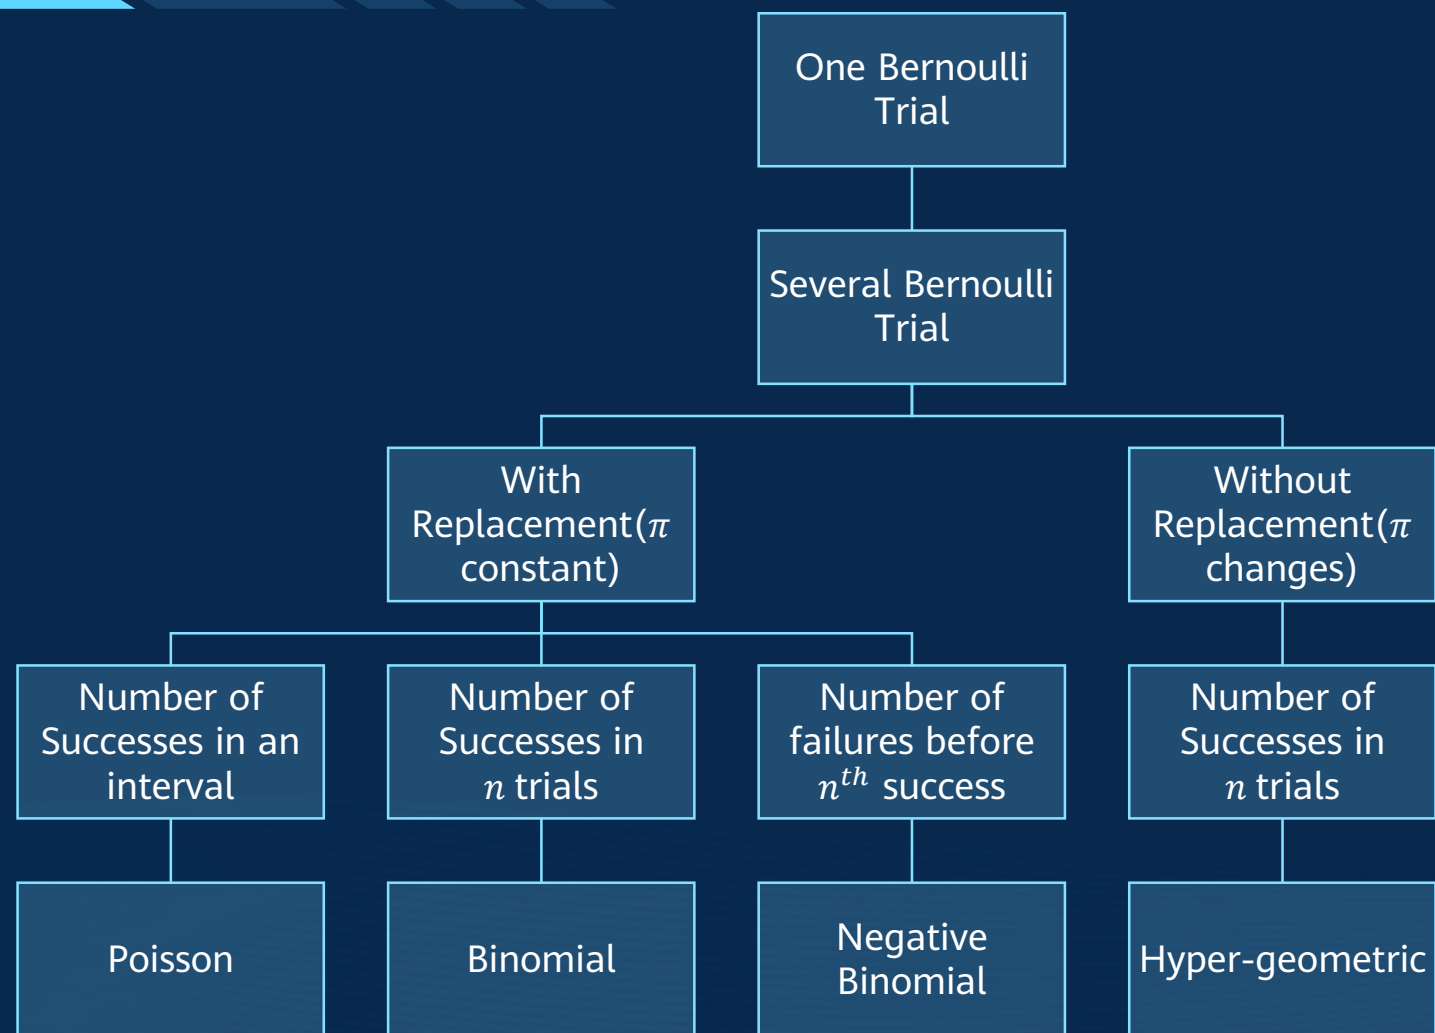 One Bernoulli
Trial
Several Bernoulli
Trial
With
Replacement(π
constant)
Without
Replacement(π
changes)
Number of
Successes in an
interval
Number of
Successes in
n trials
Number of
failures before
nᵗʰ success
Number of
Successes in
n trials
Poisson
Binomial
Negative
Binomial
Hyper-geometric